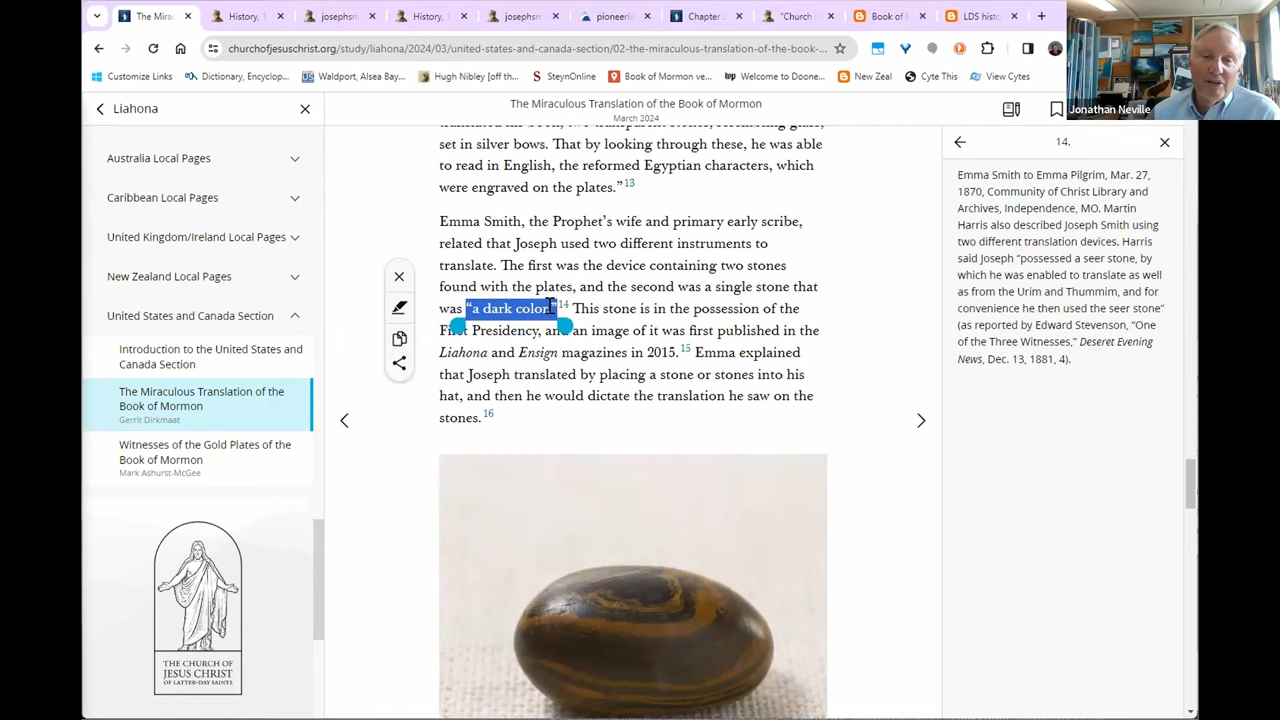 The Mirac
History, 1
josephsm
History, 1
josephsm
pioneerli
Chapter
"Church
Book of M
LDS histo
churchofjesuschrist.org/study/liahona/2024/03/united-states-and-canada-section/02-the-miraculous-translation-of-the-book-...
Jonathan Neville
Customize Links
Dictionary, Encyclop...
Waldport, Alsea Bay...
Hugh Nibley [off th...
SteynOnline
Book of Mormon ve...
Welcome to Doone...
New Zeal
Cyte This
View Cytes
Liahona
The Miraculous Translation of the Book of Mormon
March 2024
Australia Local Pages
Caribbean Local Pages
United Kingdom/Ireland Local Pages
New Zealand Local Pages
United States and Canada Section
Introduction to the United States and
Canada Section
The Miraculous Translation of the
Book of Mormon
Gerrit Dirkmaat
Witnesses of the Gold Plates of the
Book of Mormon
Mark Ashurst-McGee
THE CHURCH OF
JESUS CHRIST
OF LATTER-DAY SAINTS
set in silver bows. That by looking through these, he was able
to read in English, the reformed Egyptian characters, which
were engraved on the plates.” 13
Emma Smith, the Prophet’s wife and primary early scribe,
related that Joseph used two different instruments to
translate. The first was the device containing two stones
found with the plates, and the second was a single stone that
was “a dark color.” 14 This stone is in the possession of the
First Presidency, and an image of it was first published in the
Liahona and Ensign magazines in 2015. 15 Emma explained
that Joseph translated by placing a stone or stones into his
hat, and then he would dictate the translation he saw on the
stones. 16
14.
Emma Smith to Emma Pilgrim, Mar. 27,
1870, Community of Christ Library and
Archives, Independence, MO. Martin
Harris also described Joseph Smith using
two different translation devices. Harris
said Joseph “possessed a seer stone, by
which he was enabled to translate as well
as from the Urim and Thummim, and for
convenience he then used the seer stone”
(as reported by Edward Stevenson, “One
of the Three Witnesses,” Deseret Evening
News, Dec. 13, 1881, 4).